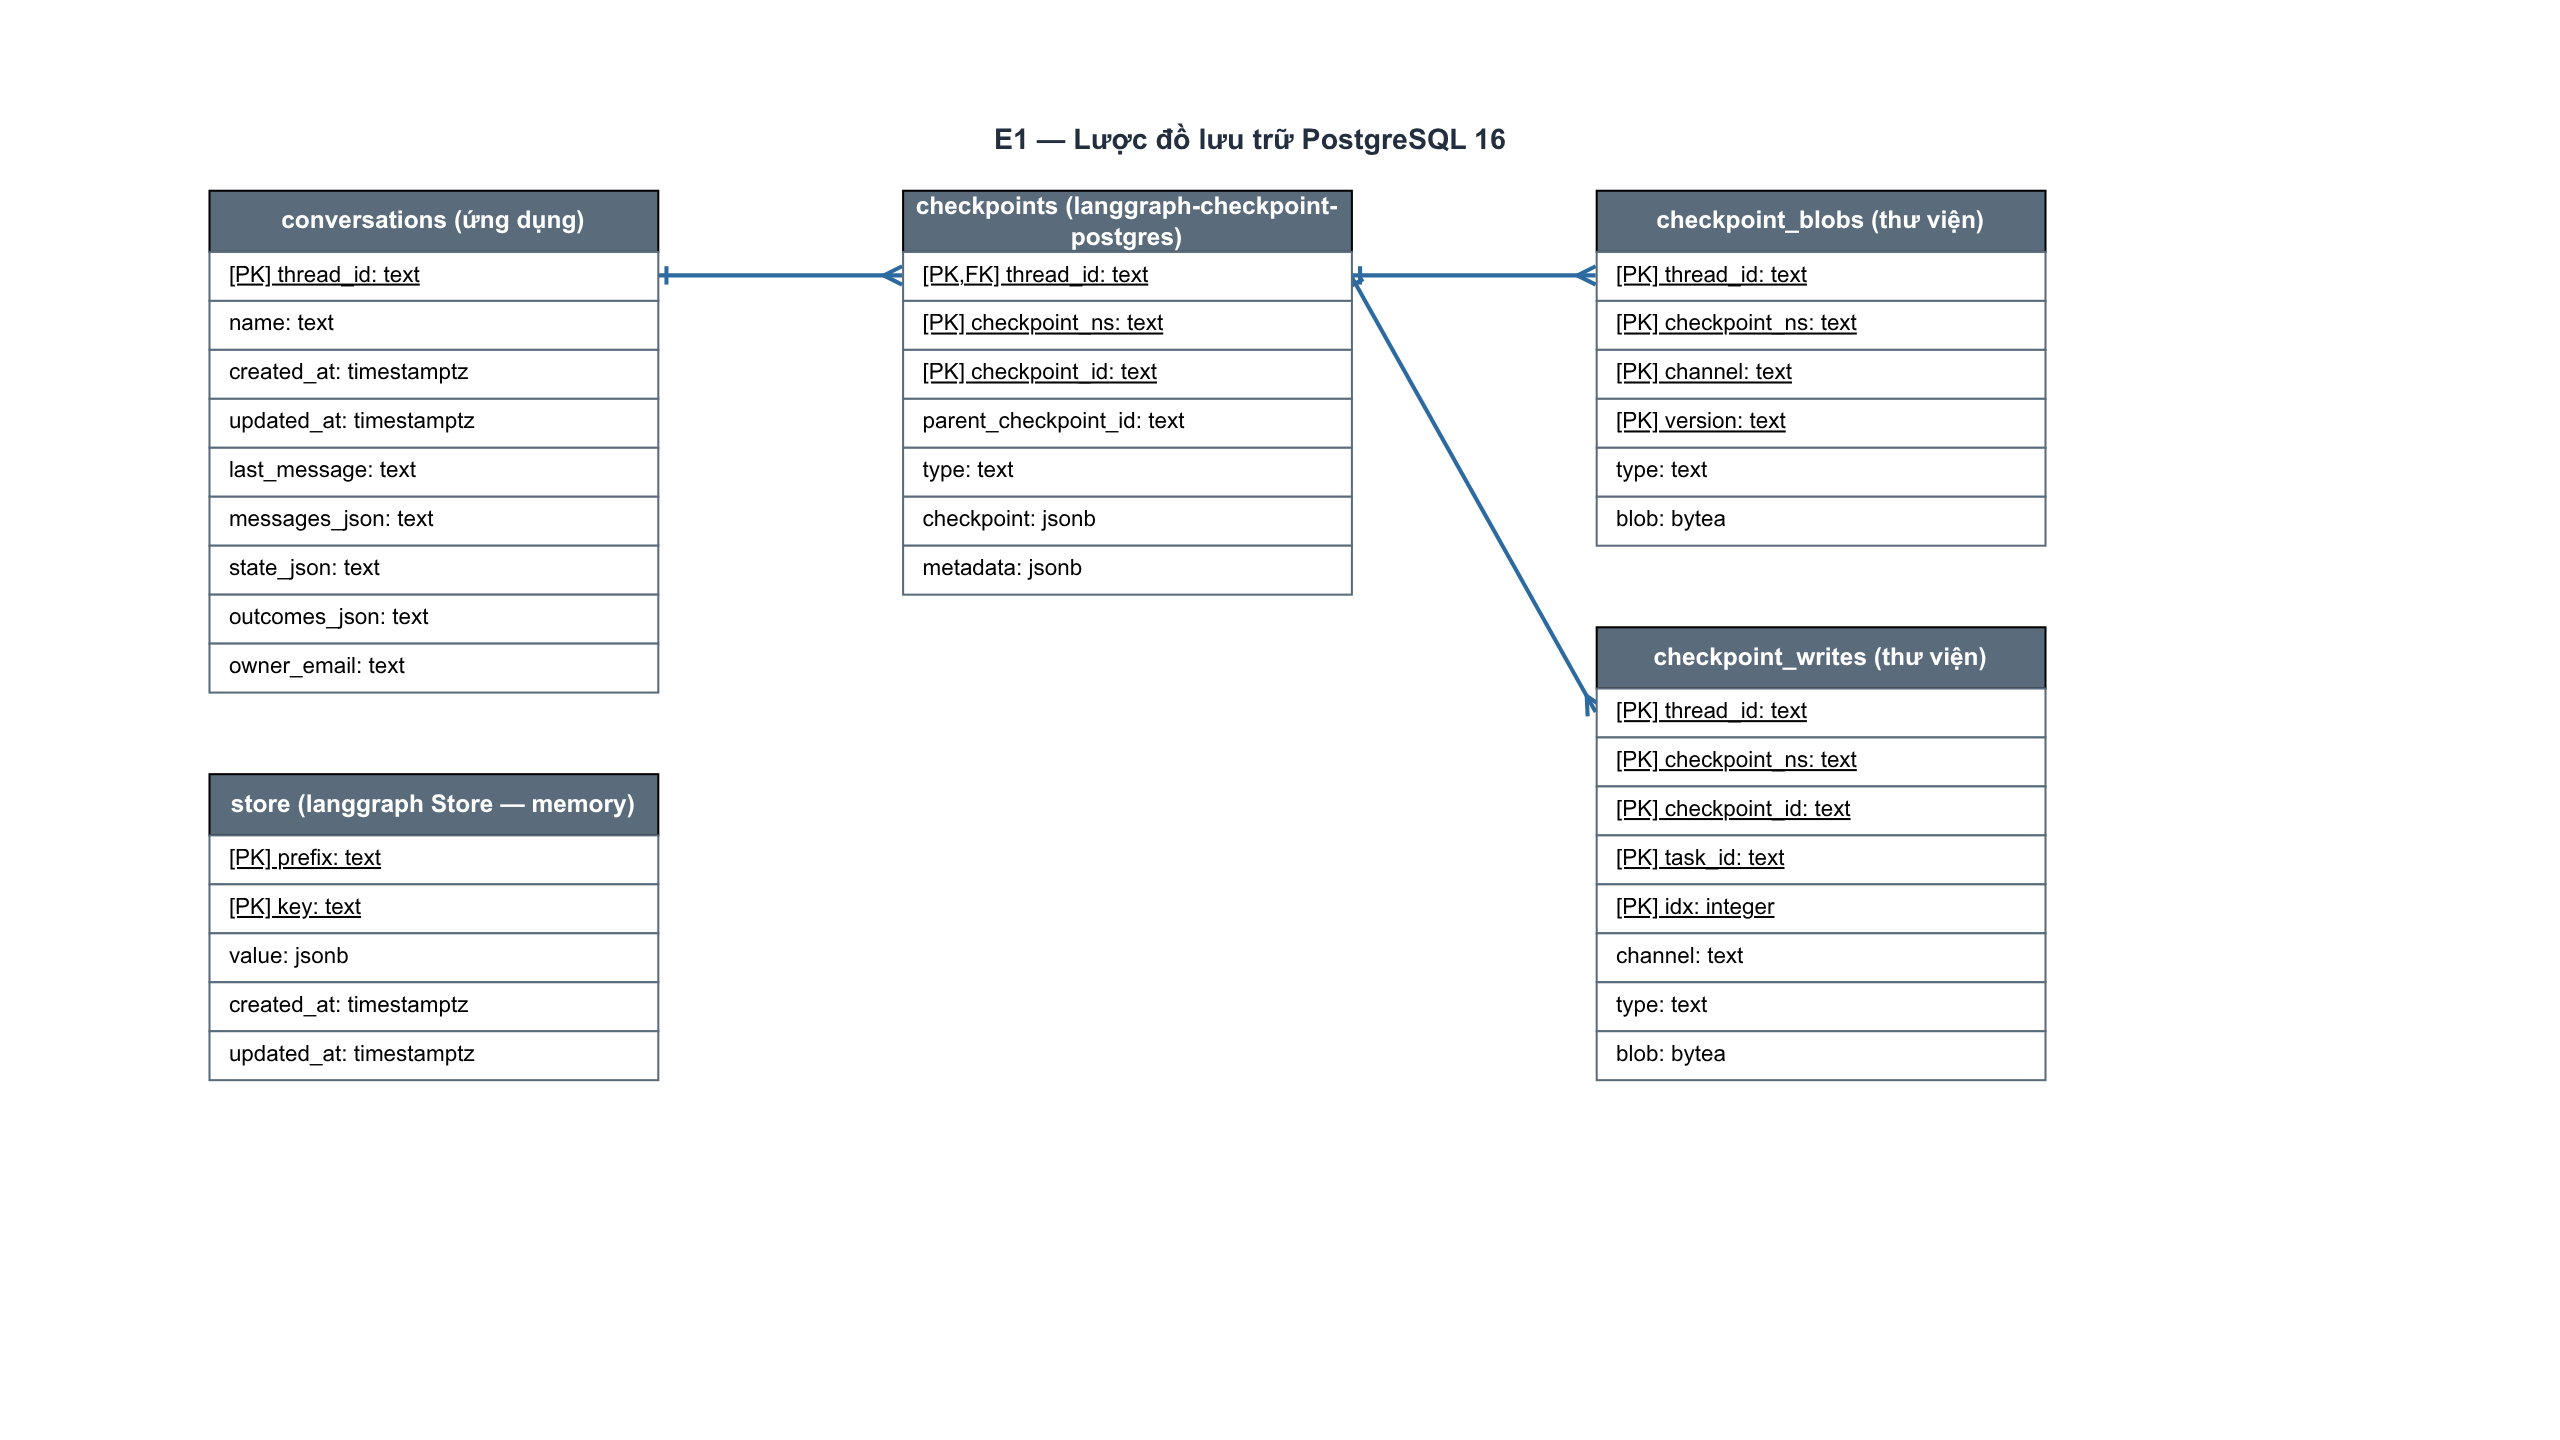 E1 — Lược đồ lưu trữ PostgreSQL 16
conversations (ứng dụng)
[PK] thread_id: text
name: text
created_at: timestamptz
updated_at: timestamptz
last_message: text
messages_json: text
state_json: text
outcomes_json: text
owner_email: text
store (langgraph Store — memory)
[PK] prefix: text
[PK] key: text
value: jsonb
created_at: timestamptz
updated_at: timestamptz
checkpoints (langgraph-checkpoint-
postgres)
[PK,FK] thread_id: text
[PK] checkpoint_ns: text
[PK] checkpoint_id: text
parent_checkpoint_id: text
type: text
checkpoint: jsonb
metadata: jsonb
checkpoint_blobs (thư viện)
[PK] thread_id: text
[PK] checkpoint_ns: text
[PK] channel: text
[PK] version: text
type: text
blob: bytea
checkpoint_writes (thư viện)
[PK] thread_id: text
[PK] checkpoint_ns: text
[PK] checkpoint_id: text
[PK] task_id: text
[PK] idx: integer
channel: text
type: text
blob: bytea